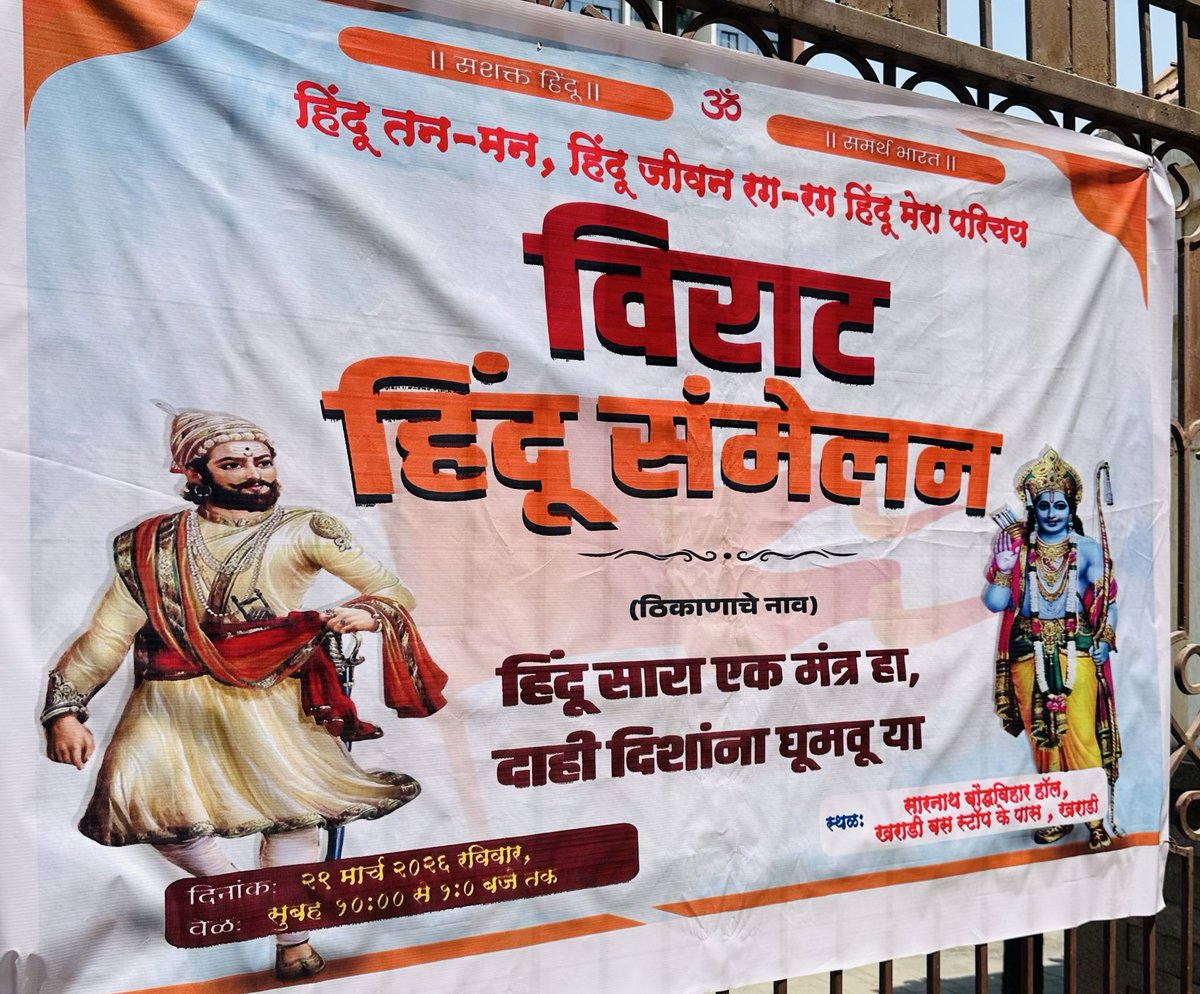 ॥ सशक्त हिंदू ॥
ॐ
॥ समर्थ भारत ॥
हिंदू तन-मन, हिंदू जीवन रग-रग हिंदू मेरा परिचय
विराट
हिंदू संमेलन
(ठिकाणाचे नाव)
हिंदू सारा एक मंत्र हा,
दाही दिशांना घूमवू या
स्थळ: सारनाथ बौद्धविहार हॉल,
खराडी बस स्टॉप के पास , खराडी
दिनांक: २९ मार्च २०२६ रविवार,
वेळ: सुबह १०:०० से १:० बजे तक